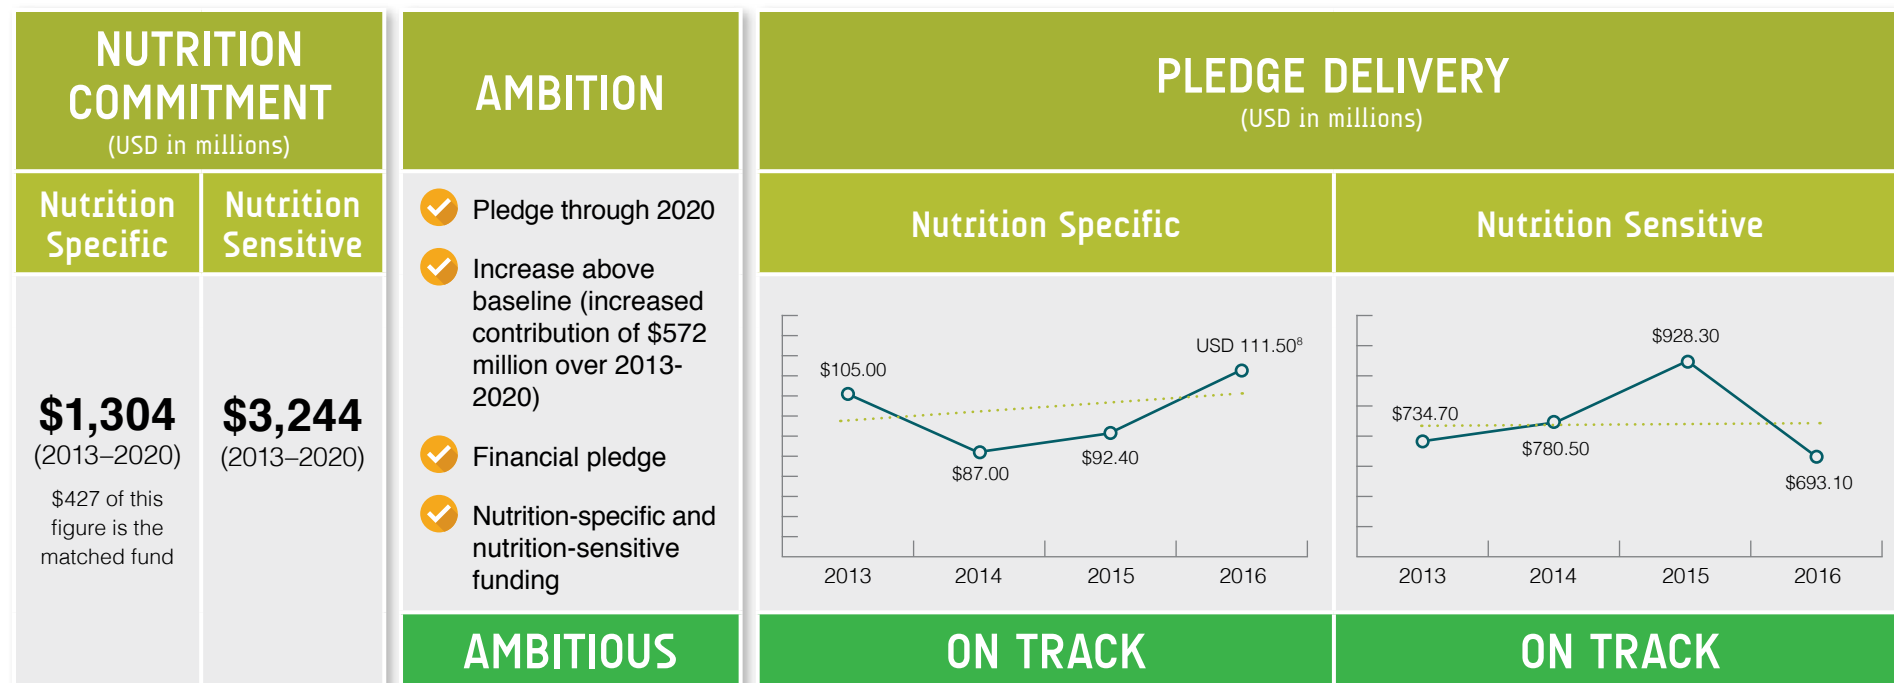 NUTRITION
COMMITMENT
(USD in millions)
Nutrition
Specific
Nutrition
Sensitive
$1,304
(2013–2020)
$427 of this
figure is the
matched fund
$3,244
(2013–2020)
AMBITION
Pledge through 2020
Increase above
baseline (increased
contribution of $572
million over 2013-
2020)
Financial pledge
Nutrition-specific and
nutrition-sensitive
funding
AMBITIOUS
PLEDGE DELIVERY
(USD in millions)
Nutrition Specific
$105.00
$87.00
$92.40
USD 111.50⁸
2013 2014 2015 2016
ON TRACK
Nutrition Sensitive
$734.70
$780.50
$928.30
$693.10
2013 2014 2015 2016
ON TRACK